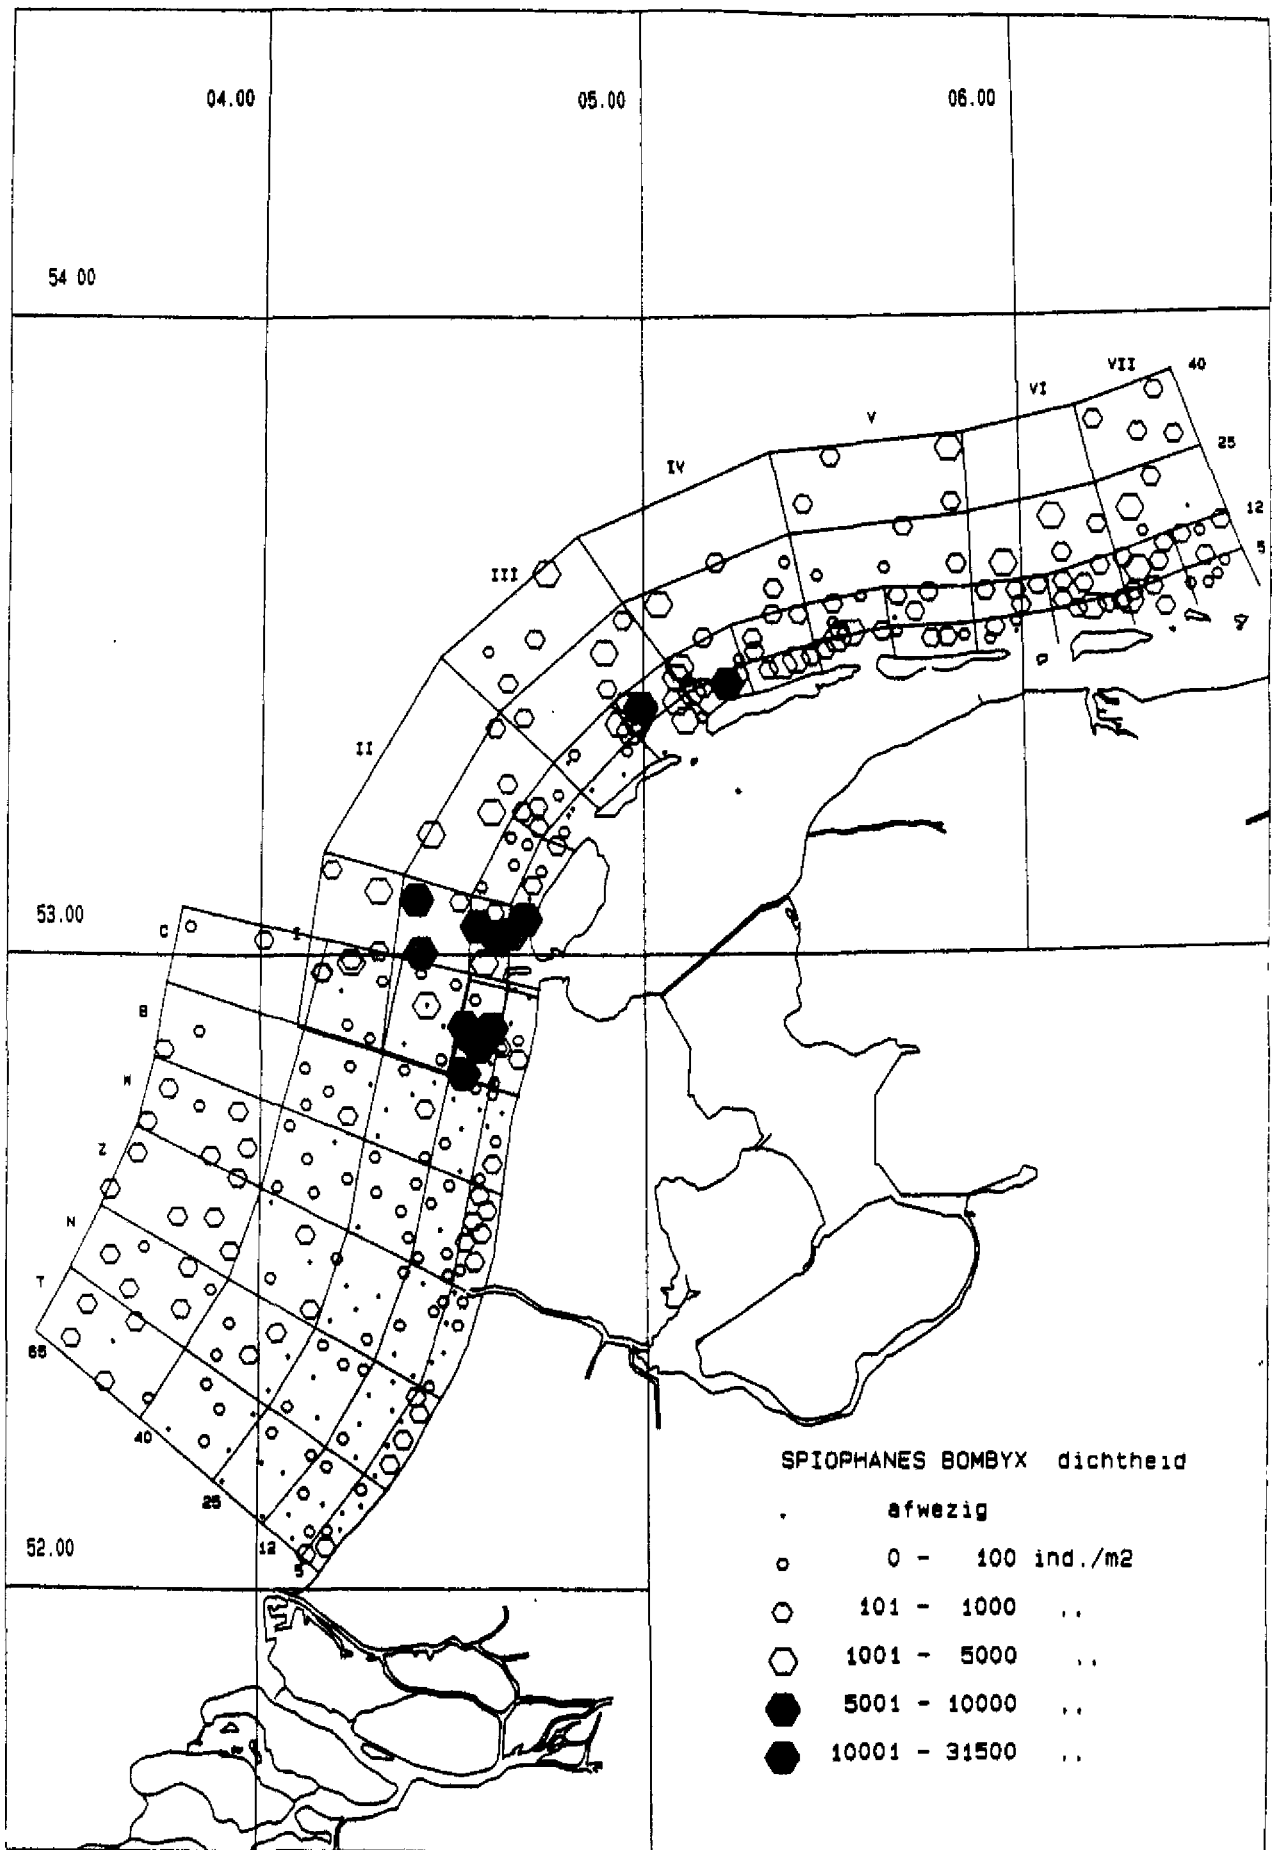 04.00 05.00 06.00
54 00
VII 40
VI
V
25
IV
12
5
III
II
53.00
C I
B
W
Z
N
T
65
40
25
12
5
52.00
SPIOPHANES BOMBYX dichtheid
. afwezig
0 - 100 ind./m2
101 - 1000 ,,
1001 - 5000 ,,
5001 - 10000 ,,
10001 - 31500 ,,